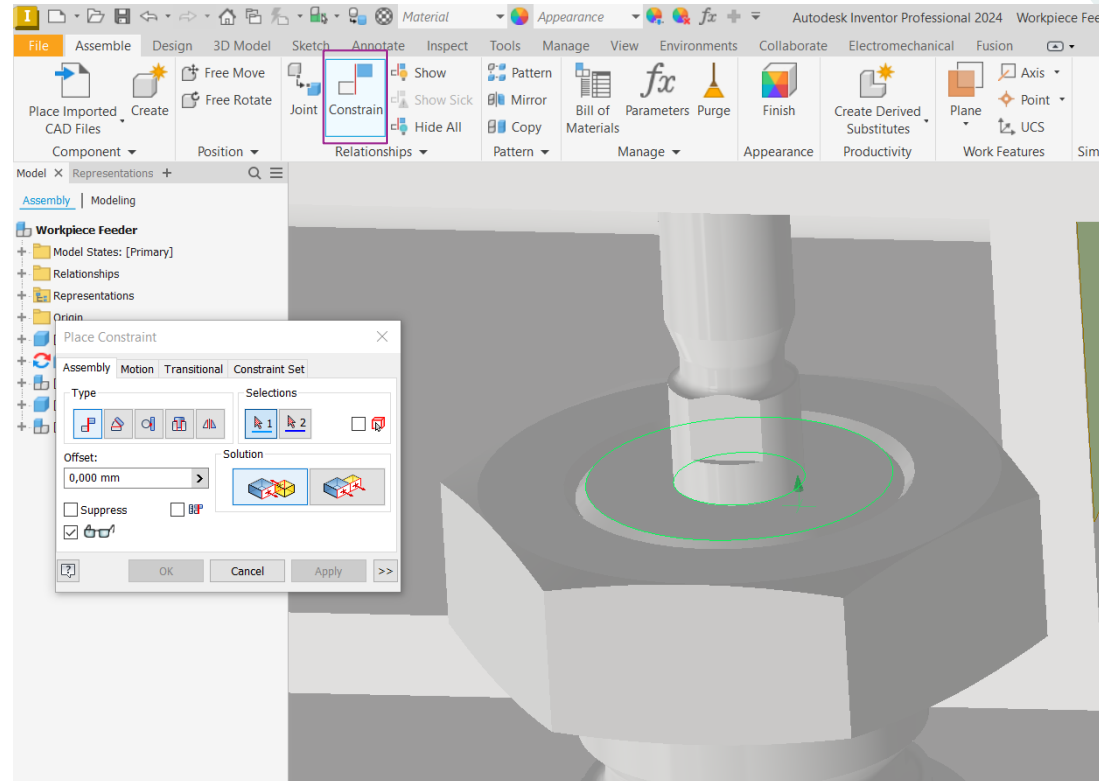 I Material Appearance fx Autodesk Inventor Professional 2024 Workpiece Fee
File Assemble Design 3D Model Sketch Annotate Inspect Tools Manage View Environments Collaborate Electromechanical Fusion
Place Imported CAD Files
Create
Free Move
Free Rotate
Component Position
Joint Constrain
Show
Show Sick
Hide All
Relationships
Pattern
Mirror
Copy
Pattern
Bill of Materials
fx
Parameters Purge
Manage
Finish
Appearance
Create Derived Substitutes
Productivity
Plane
Axis
Point
UCS
Work Features
Sim
Model Representations +
Assembly Modeling
Workpiece Feeder
Model States: [Primary]
Relationships
Representations
Origin
Place Constraint
Assembly Motion Transitional Constraint Set
Type Selections
1 2
Offset: Solution
0,000 mm >
Suppress
? OK Cancel Apply >>